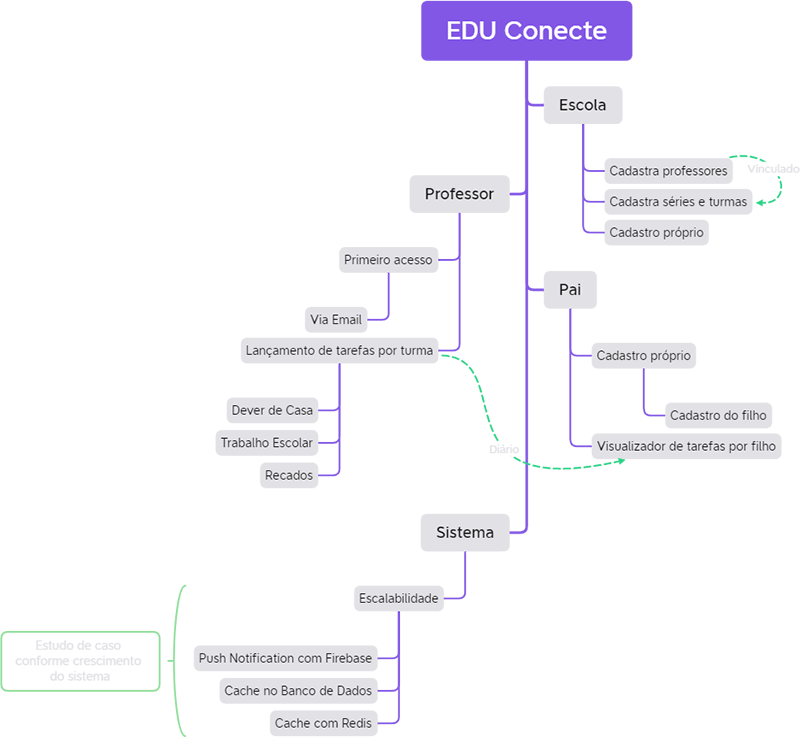 EDU Conecte
Escola
Cadastra professores
Vinculado
Cadastra séries e turmas
Cadastro próprio
Professor
Primeiro acesso
Via Email
Lançamento de tarefas por turma
Dever de Casa
Trabalho Escolar
Recados
Diário
Pai
Cadastro próprio
Cadastro do filho
Visualizador de tarefas por filho
Sistema
Escalabilidade
Push Notification com Firebase
Cache no Banco de Dados
Cache com Redis
Estudo de caso
conforme crescimento
do sistema